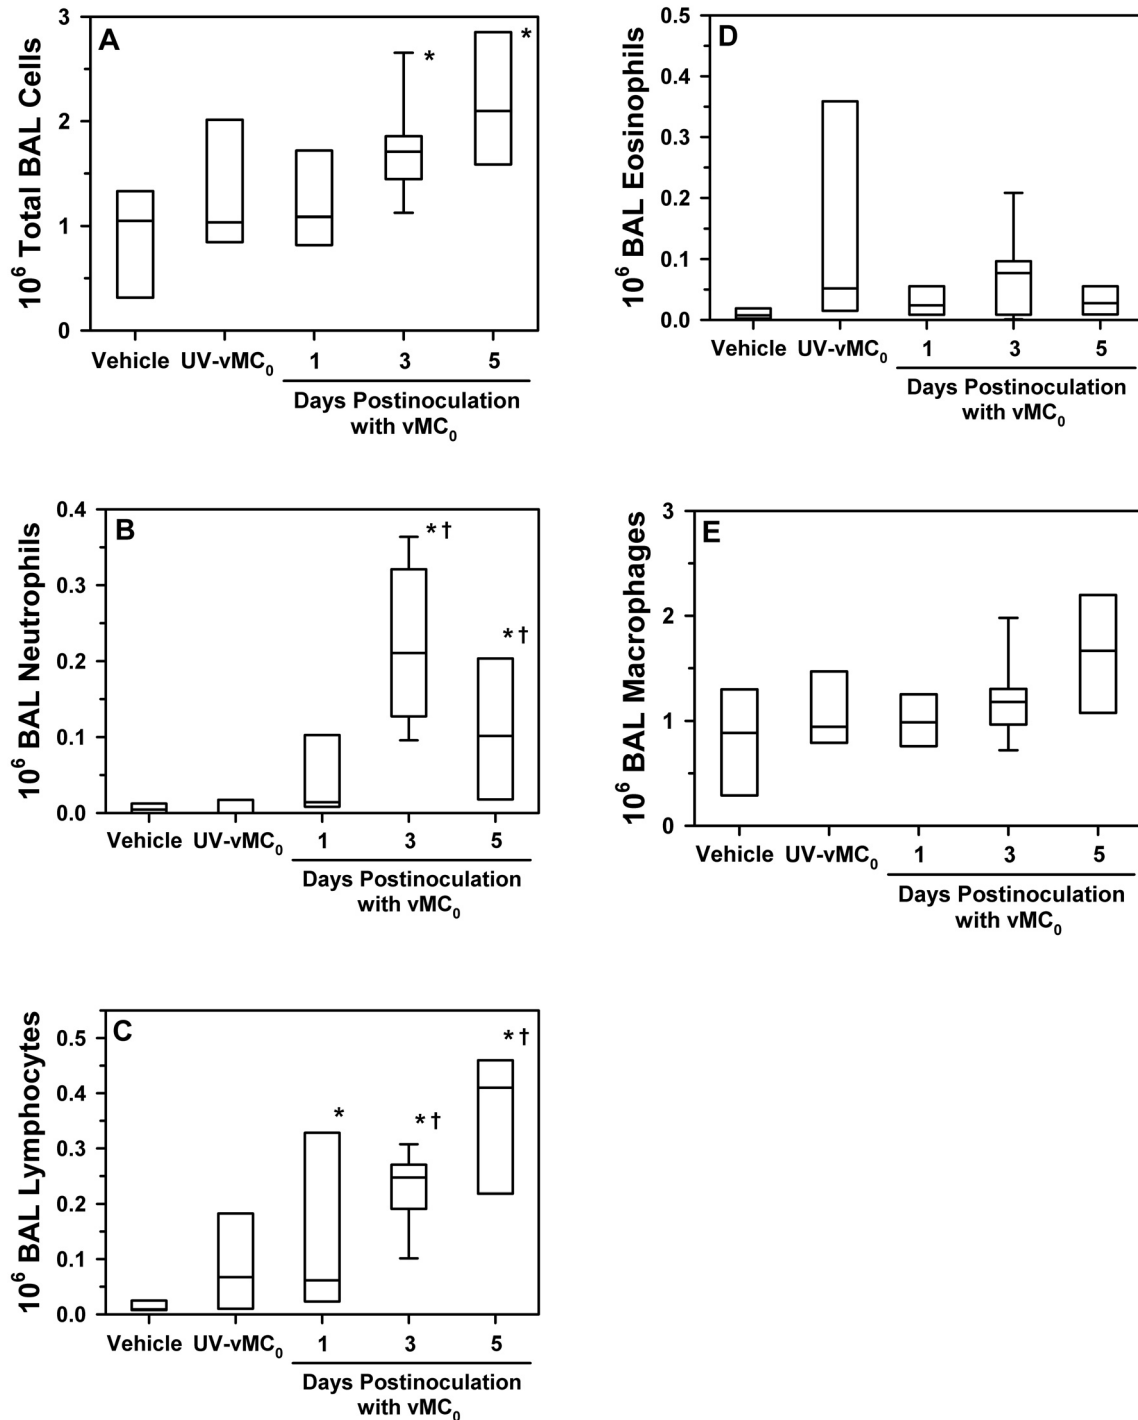 A
10⁶ Total BAL Cells
3
2
1
0
*
*
Vehicle UV-vMC₀ 1 3 5
Days Postinoculation
with vMC₀
D
10⁶ BAL Eosinophils
0.5
0.4
0.3
0.2
0.1
0.0
Vehicle UV-vMC₀ 1 3 5
Days Postinoculation
with vMC₀
B
10⁶ BAL Neutrophils
0.4
0.3
0.2
0.1
0.0
* †
* †
Vehicle UV-vMC₀ 1 3 5
Days Postinoculation
with vMC₀
E
10⁶ BAL Macrophages
3
2
1
0
Vehicle UV-vMC₀ 1 3 5
Days Postinoculation
with vMC₀
C
10⁶ BAL Lymphocytes
0.5
0.4
0.3
0.2
0.1
0.0
*
* †
* †
Vehicle UV-vMC₀ 1 3 5
Days Postinoculation
with vMC₀